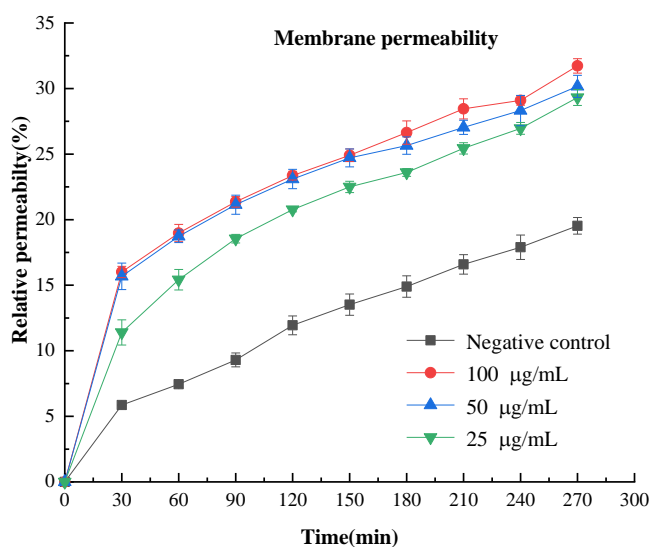 Membrane permeability
Relative permeabilty(%)
35
30
25
20
15
10
5
0
Negative control
100 μg/mL
50 μg/mL
25 μg/mL
0 30 60 90 120 150 180 210 240 270 300
Time(min)